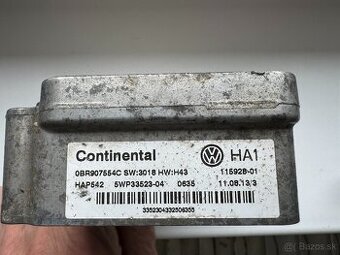 Continental HA1
0BR907554C SW:3018 HW:H43 115928-01
HAP542 5WP33523-04 0635 11.08.13/3
3352304332506355
bazos.sk